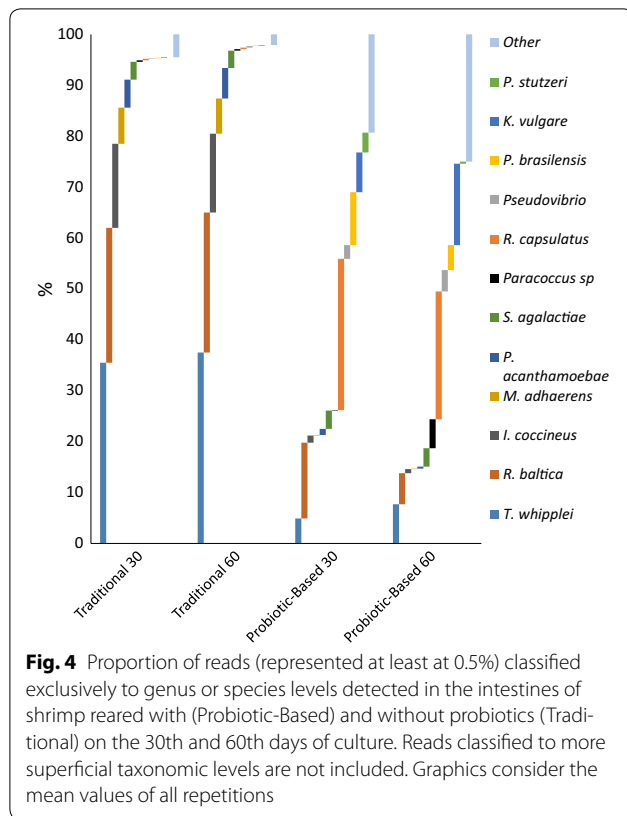 100
90
80
70
60
50
40
30
20
10
0
%
Traditional 30
Traditional 60
Probiotic-Based 30
Probiotic-Based 60
Other
P. stutzeri
K. vulgare
P. brasilensis
Pseudovibrio
R. capsulatus
Paracoccus sp
S. agalactiae
P.
acanthamoebae
M. adhaerens
I. coccineus
R. baltica
T. whipplei
Fig. 4 Proportion of reads (represented at least at 0.5%) classified
exclusively to genus or species levels detected in the intestines of
shrimp reared with (Probiotic-Based) and without probiotics (Tradi-
tional) on the 30th and 60th days of culture. Reads classified to more
superficial taxonomic levels are not included. Graphics consider the
mean values of all repetitions